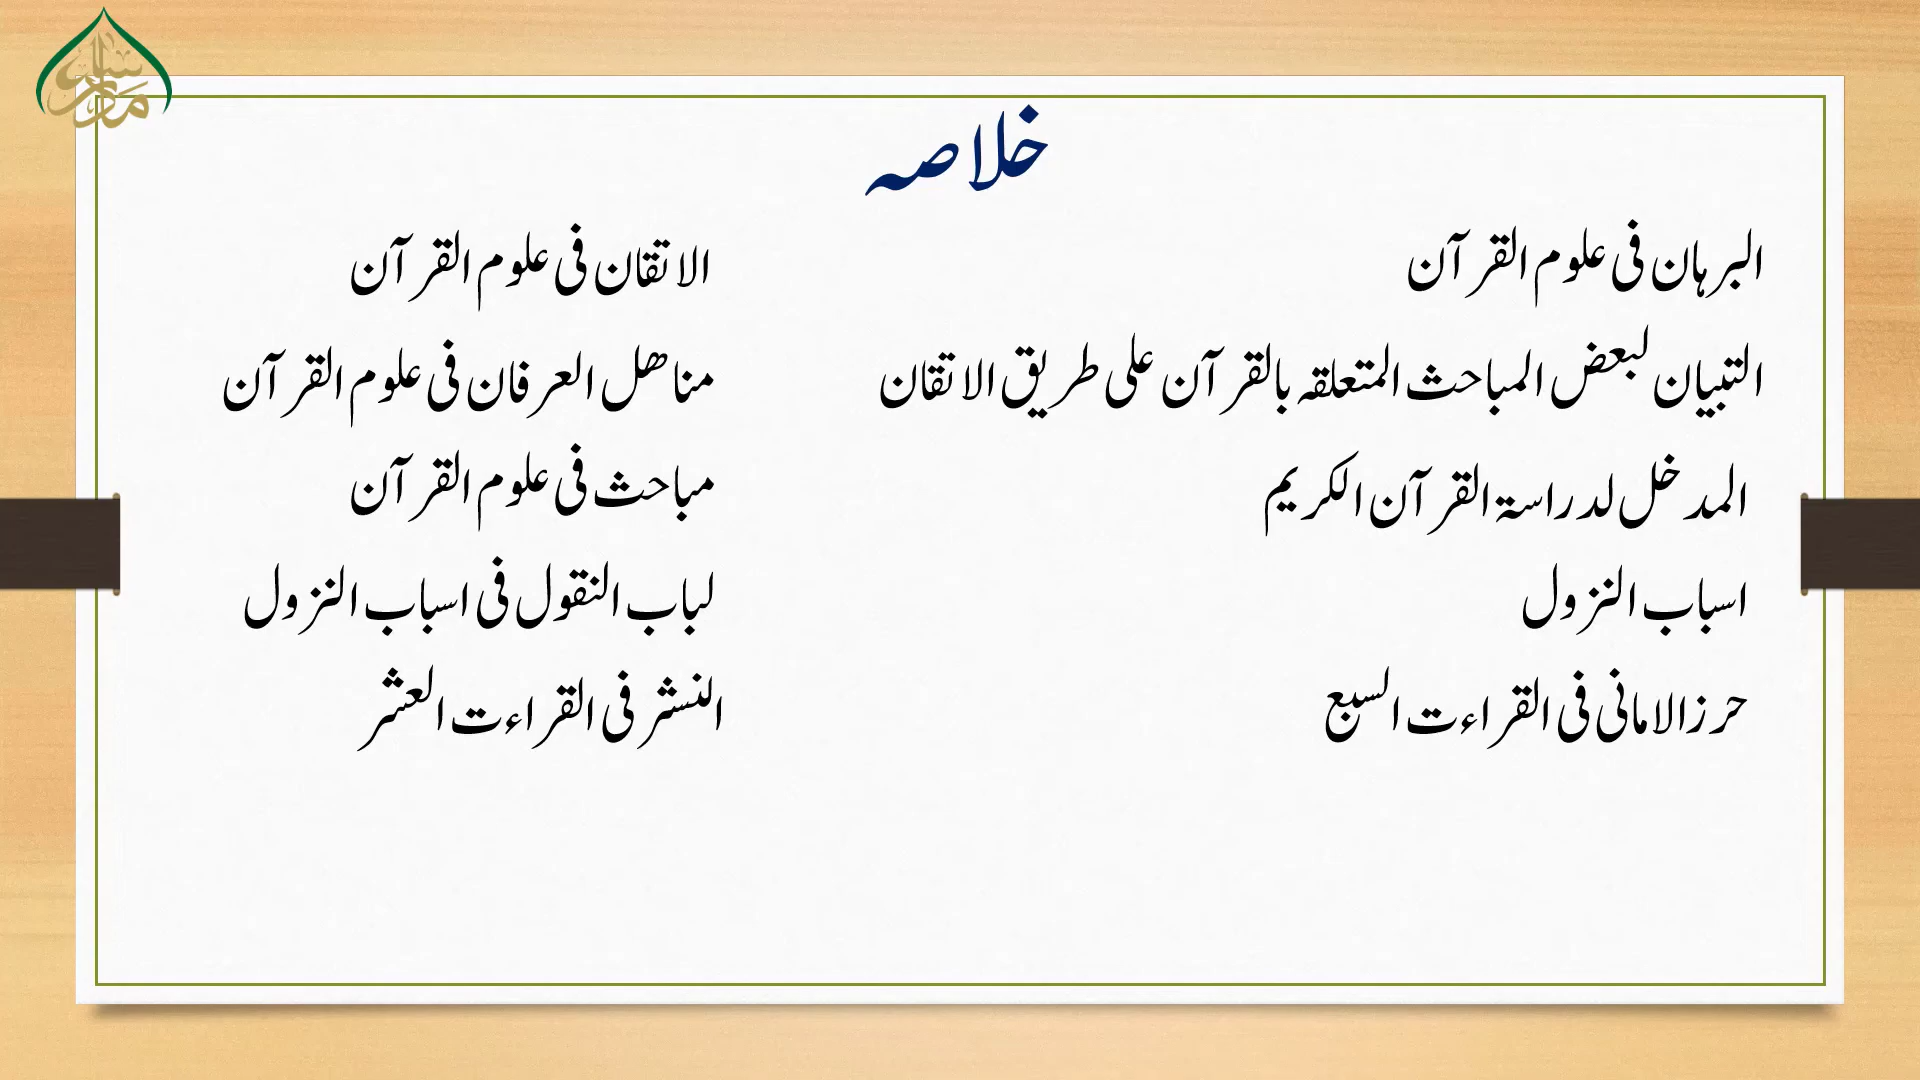 خلاصہ
البرہان فی علوم القرآن
الاتقان فی علوم القرآن
التبیان لبعض المباحث المتعلقہ بالقرآن علی طریق الاتقان
مناھل العرفان فی علوم القرآن
المدخل لدراسۃ القرآن الکریم
مباحث فی علوم القرآن
اسباب النزول
لباب النقول فی اسباب النزول
حرزالامانی فی القراءت السبع
النشر فی القراءت العشر